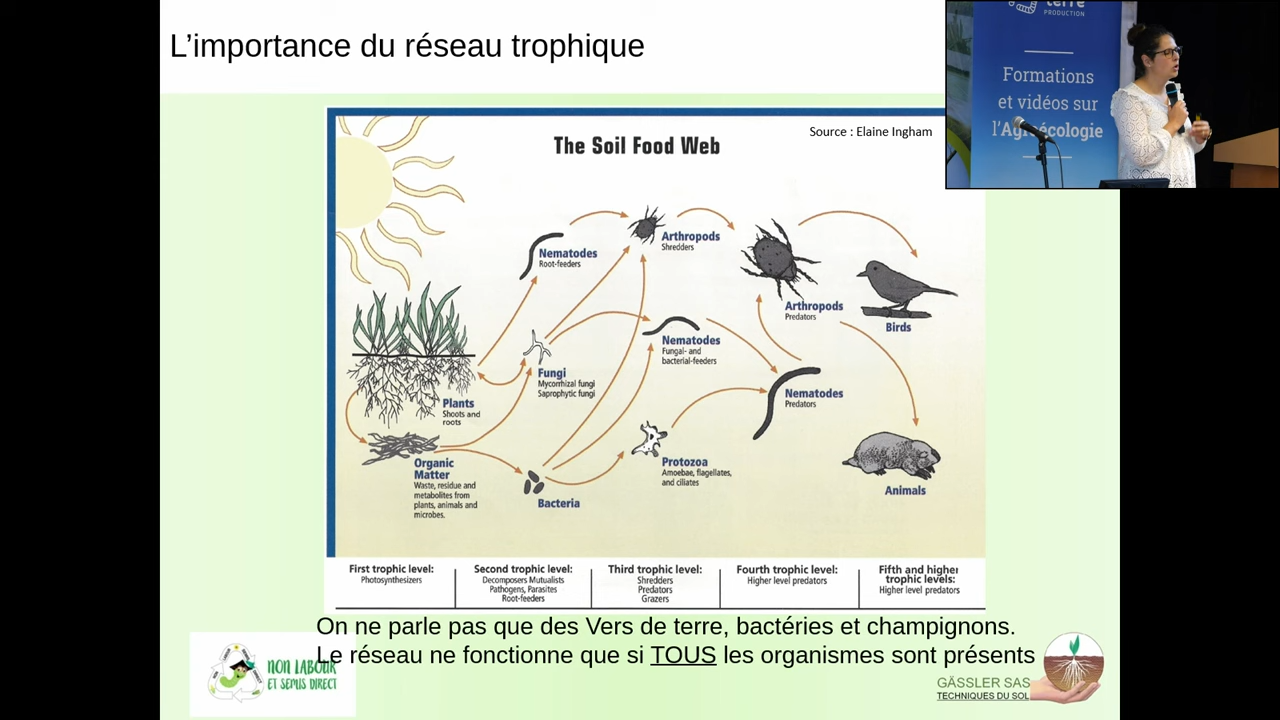 L'importance du réseau trophique
terre
PRODUCTION
Formations
et vidéos sur
l'Agroécologie
Source : Elaine Ingham
The Soil Food Web
Nematodes
Root-feeders
Arthropods
Shredders
Arthropods
Predators
Birds
Nematodes
Fungal- and
bacterial-feeders
Fungi
Mycorrhizal fungi
Saprophytic fungi
Nematodes
Predators
Plants
Shoots and
roots
Organic
Matter
Waste, residue and
metabolites from
plants, animals and
microbes.
Protozoa
Amoebae, flagellates,
and ciliates
Bacteria
Animals
First trophic level:
Photosynthesizers
Second trophic level:
Decomposers Mutualists
Pathogens, Parasites
Root-feeders
Third trophic level:
Shredders
Predators
Grazers
Fourth trophic level:
Higher level predators
Fifth and higher
trophic levels:
Higher level predators
On ne parle pas que des Vers de terre, bactéries et champignons.
Le réseau ne fonctionne que si TOUS les organismes sont présents
NON LABOUR
ET SEMIS DIRECT
GÄSSLER SAS
TECHNIQUES DU SOL